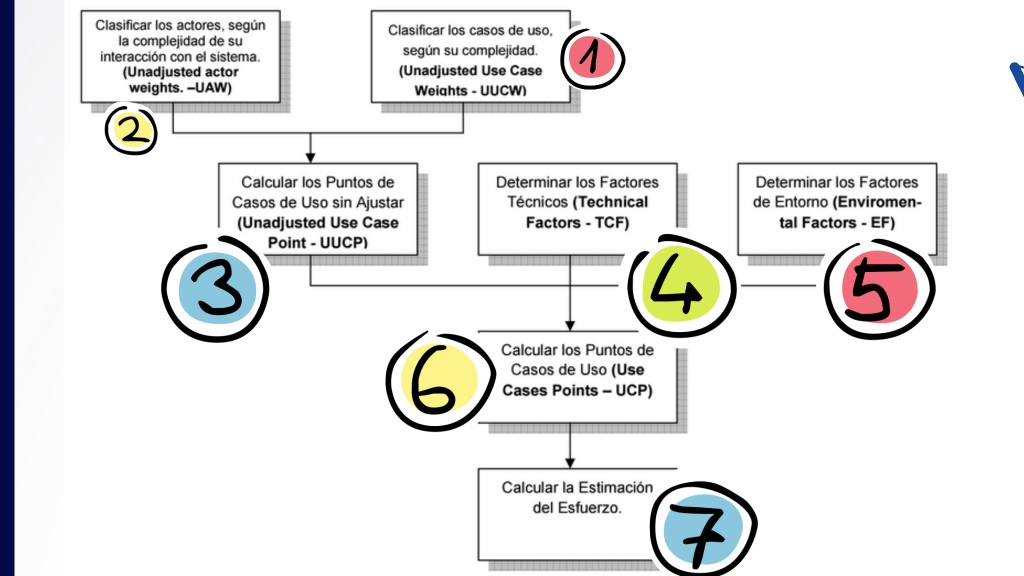 Clasificar los actores, según
la complejidad de su
interacción con el sistema.
(Unadjusted actor
weights. –UAW)
2
Clasificar los casos de uso,
según su complejidad.
(Unadjusted Use Case
Weights - UUCW)
1
Calcular los Puntos de
Casos de Uso sin Ajustar
(Unadjusted Use Case
Point - UUCP)
3
Determinar los Factores
Técnicos (Technical
Factors - TCF)
4
Determinar los Factores
de Entorno (Enviromen-
tal Factors - EF)
5
Calcular los Puntos de
Casos de Uso (Use
Cases Points – UCP)
6
Calcular la Estimación
del Esfuerzo.
7